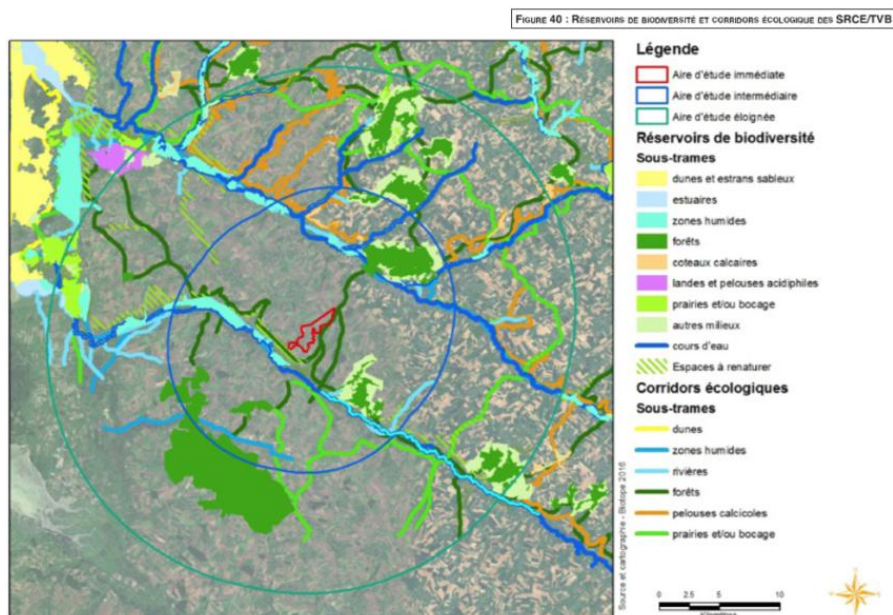 FIGURE 40 : RÉSERVOIRS DE BIODIVERSITÉ ET CORRIDORS ÉCOLOGIQUE DES SRCE/TVB
Légende
Aire d'étude immédiate
Aire d'étude intermédiaire
Aire d'étude éloignée
Réservoirs de biodiversité
Sous-trames
dunes et estrans sableux
estuaires
zones humides
forêts
coteaux calcaires
landes et pelouses acidiphiles
prairies et/ou bocage
autres milieux
cours d'eau
Espaces à renaturer
Corridors écologiques
Sous-trames
dunes
zones humides
rivières
forêts
pelouses calcicoles
prairies et/ou bocage
Source et cartographie - Biotope 2016
0 2.5 5 10